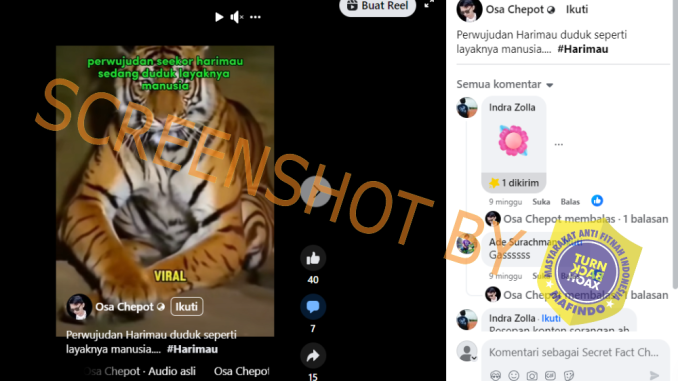 Buat Reel
perwujudan seekor harimau
sedang duduk layaknya
manusia
VIRAL
Osa Chepot
Ikuti
Perwujudan Harimau duduk seperti
layaknya manusia.... #Harimau
Osa Chepot · Audio asli Osa Chepot
40
7
15
Osa Chepot Ikuti
Perwujudan Harimau duduk seperti
layaknya manusia.... #Harimau
Semua komentar
Indra Zolla
1 dikirim
9 minggu Suka Balas
Osa Chepot membalas · 1 balasan
Ade Surachman
Gassssss
9 minggu Suka
Osa Chepot membalas balasan
Indra Zolla · Ikuti
Komentari sebagai Secret Fact Ch...
SCREENSHOT BY
MASYARAKAT ANTI FITNAH INDONESIA
TURN
BACK
HOAX
MAFINDO